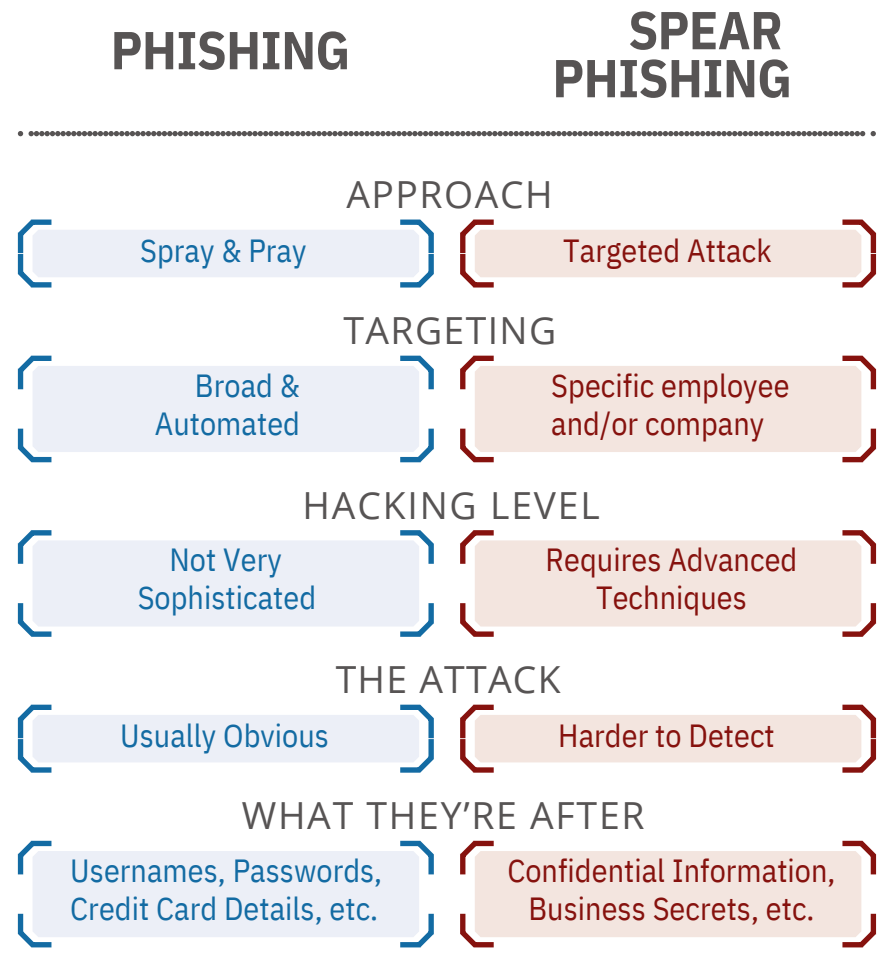 PHISHING
SPEAR
PHISHING
APPROACH
Spray & Pray
Targeted Attack
TARGETING
Broad &
Automated
Specific employee
and/or company
HACKING LEVEL
Not Very
Sophisticated
Requires Advanced
Techniques
THE ATTACK
Usually Obvious
Harder to Detect
WHAT THEY’RE AFTER
Usernames, Passwords,
Credit Card Details, etc.
Confidential Information,
Business Secrets, etc.